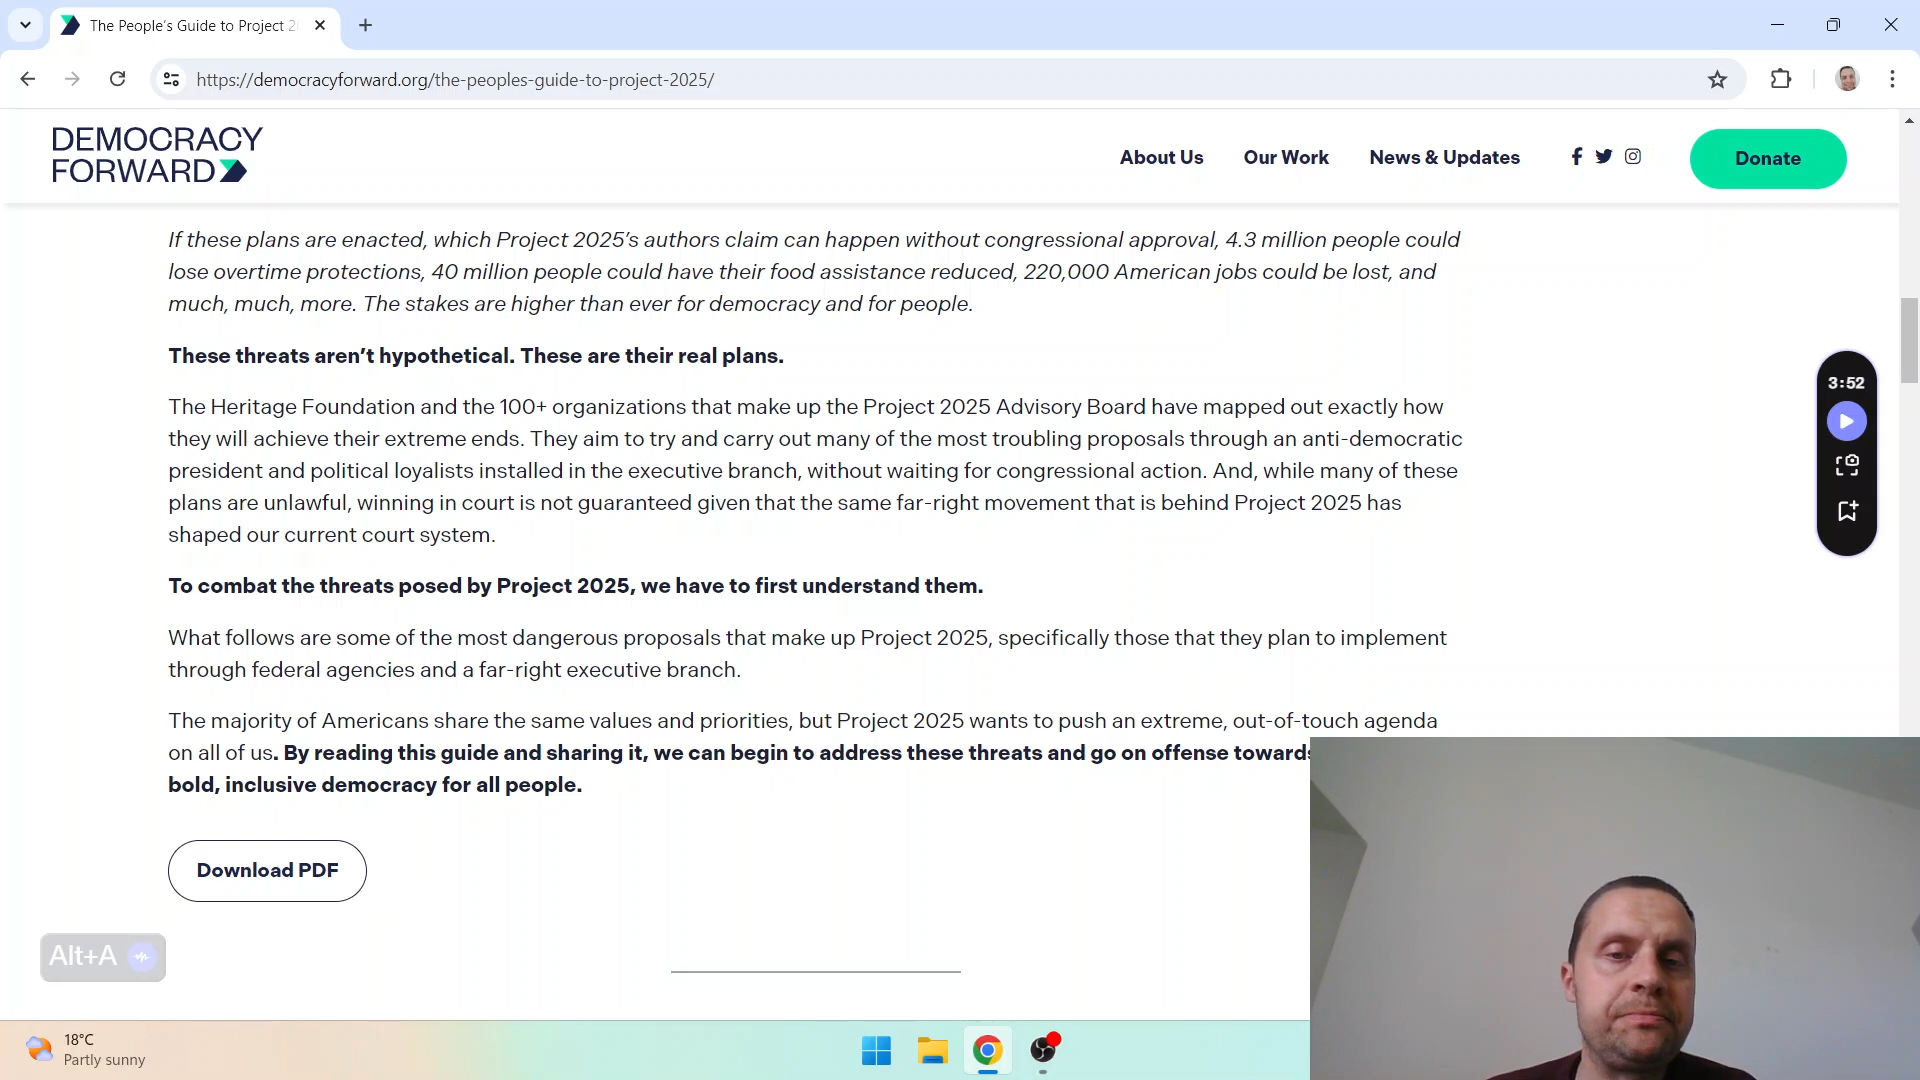 The People's Guide to Project 2
https://democracyforward.org/the-peoples-guide-to-project-2025/
DEMOCRACY
FORWARD
About Us
Our Work
News & Updates
Donate
If these plans are enacted, which Project 2025's authors claim can happen without congressional approval, 4.3 million people could
lose overtime protections, 40 million people could have their food assistance reduced, 220,000 American jobs could be lost, and
much, much, more. The stakes are higher than ever for democracy and for people.
These threats aren't hypothetical. These are their real plans.
3:52
The Heritage Foundation and the 100+ organizations that make up the Project 2025 Advisory Board have mapped out exactly how
they will achieve their extreme ends. They aim to try and carry out many of the most troubling proposals through an anti-democratic
president and political loyalists installed in the executive branch, without waiting for congressional action. And, while many of these
plans are unlawful, winning in court is not guaranteed given that the same far-right movement that is behind Project 2025 has
shaped our current court system.
To combat the threats posed by Project 2025, we have to first understand them.
What follows are some of the most dangerous proposals that make up Project 2025, specifically those that they plan to implement
through federal agencies and a far-right executive branch.
The majority of Americans share the same values and priorities, but Project 2025 wants to push an extreme, out-of-touch agenda
on all of us. By reading this guide and sharing it, we can begin to address these threats and go on offense towards
bold, inclusive democracy for all people.
Download PDF
Alt+A
18°C
Partly sunny